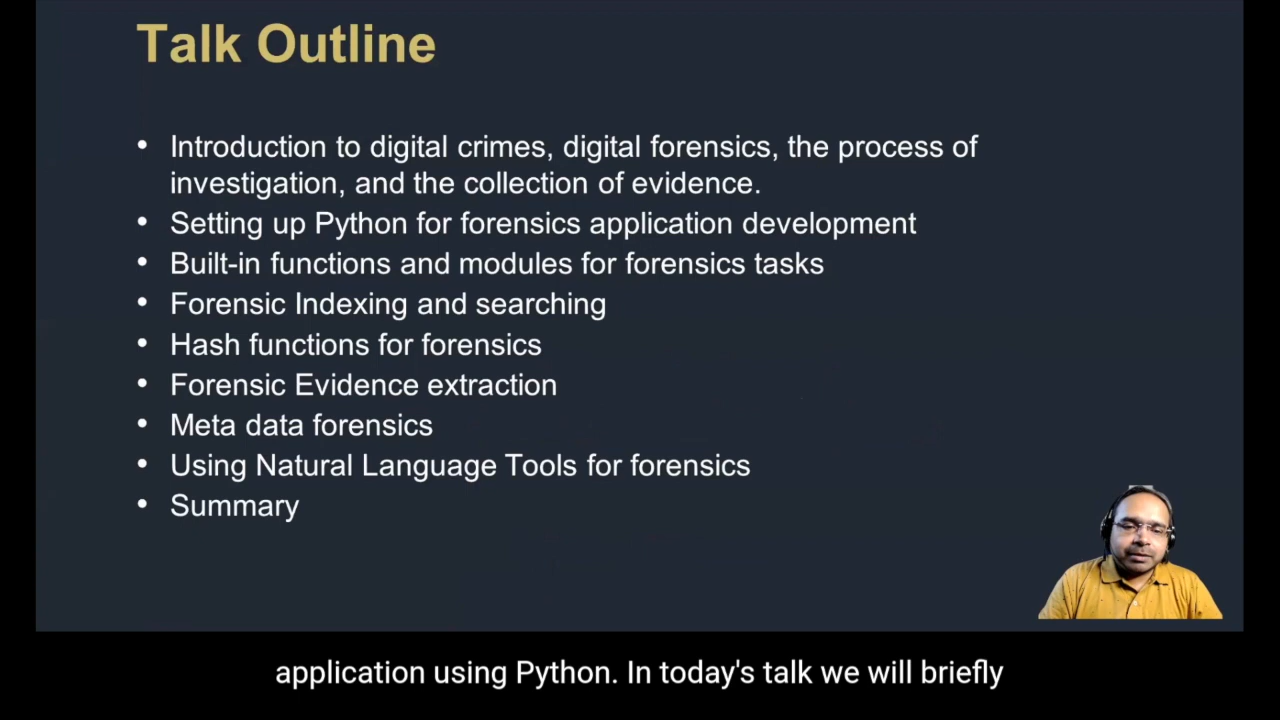 Talk Outline
• Introduction to digital crimes, digital forensics, the process of
investigation, and the collection of evidence.
• Setting up Python for forensics application development
• Built-in functions and modules for forensics tasks
• Forensic Indexing and searching
• Hash functions for forensics
• Forensic Evidence extraction
• Meta data forensics
• Using Natural Language Tools for forensics
• Summary
application using Python. In today's talk we will briefly